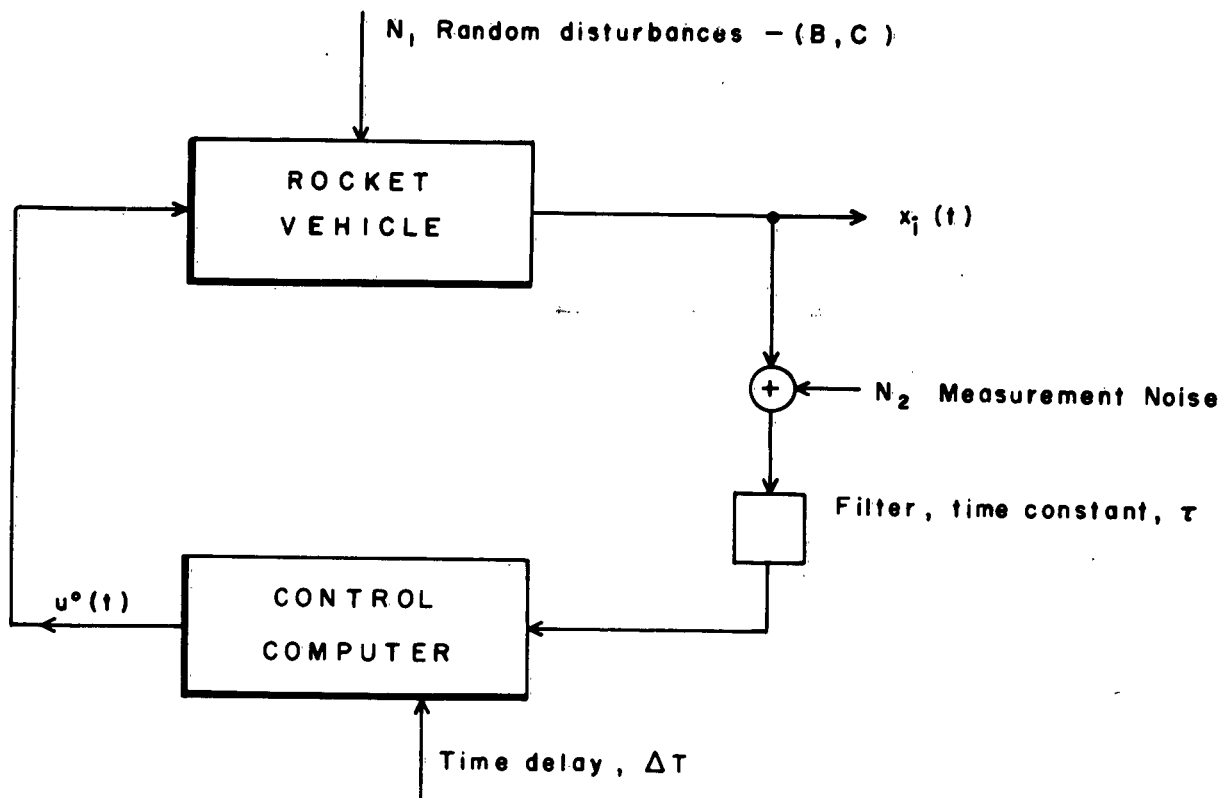 N₁ Random disturbances - (B, C)
ROCKET
VEHICLE
xᵢ(t)
+
N₂ Measurement Noise
Filter, time constant, τ
u°(t)
CONTROL
COMPUTER
Time delay, ΔT